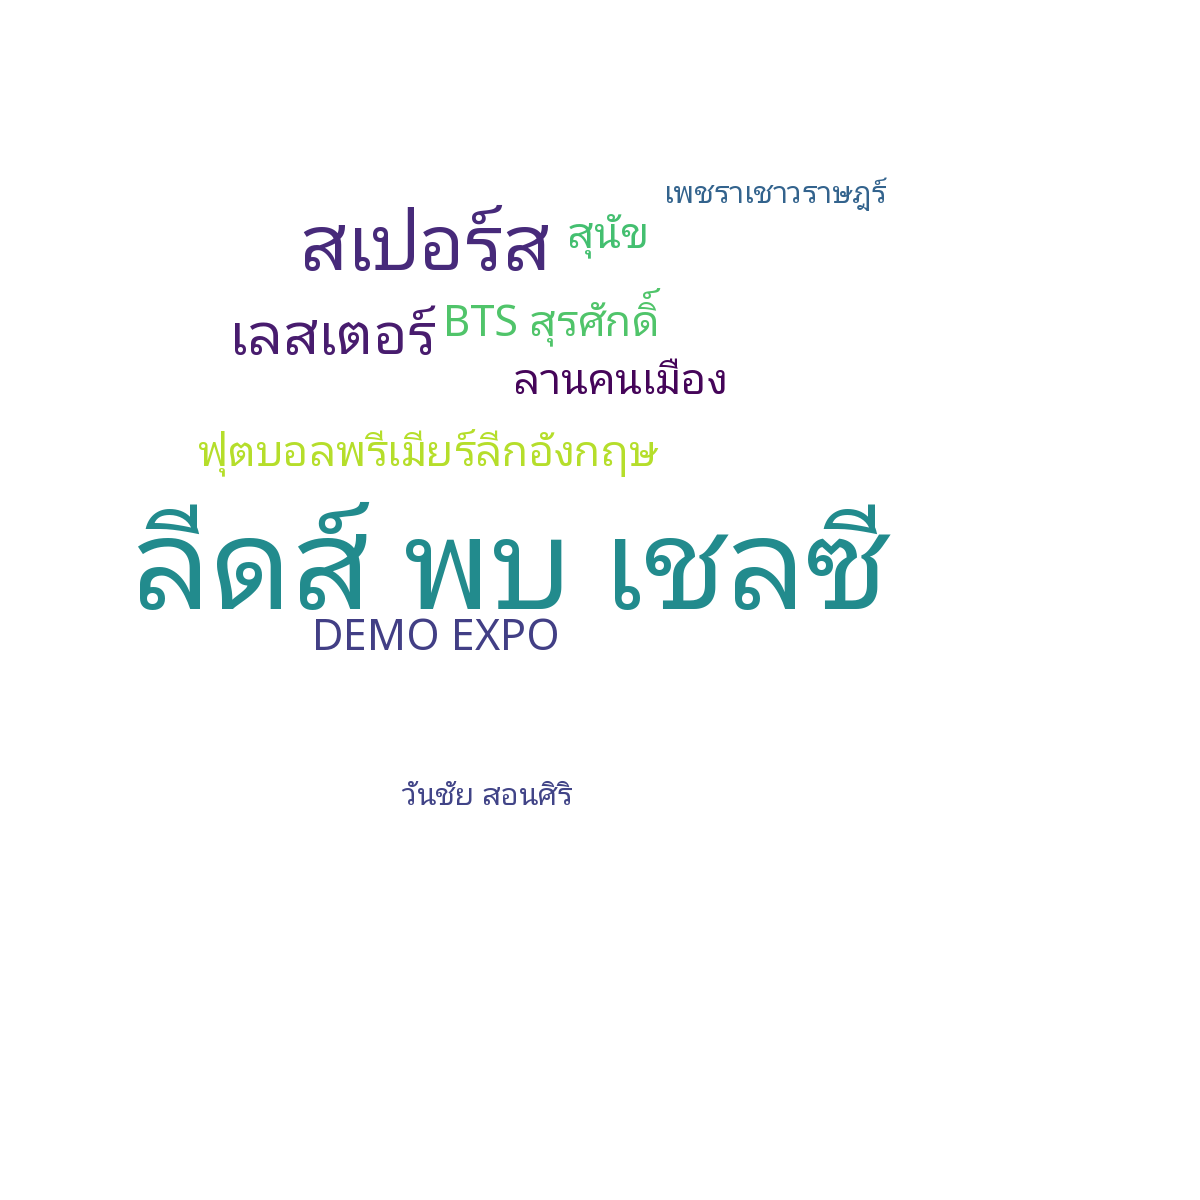 เพชราเชาวราษฎร์
สเปอร์ส
สุนัข
เลสเตอร์
BTS สุรศักดิ์
ลานคนเมือง
ฟุตบอลพรีเมียร์ลีกอังกฤษ
ลีดส์ พบ เชลซี
DEMO EXPO
วันชัย สอนศิริ